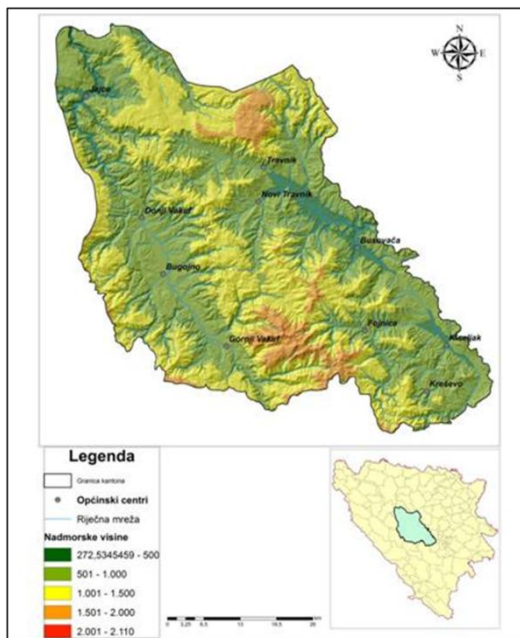 N
W E
S
Jajce
Travnik
Novi Travnik
Donji Vakuf
Busovača
Bugojno
Fojnica
Kiseljak
Gornji Vakuf
Kreševo
Legenda
Granica kantona
Općinski centri
Riječna mreža
Nadmorske visine
272,5345459 - 500
501 - 1.000
1.001 - 1.500
1.501 - 2.000
2.001 - 2.110